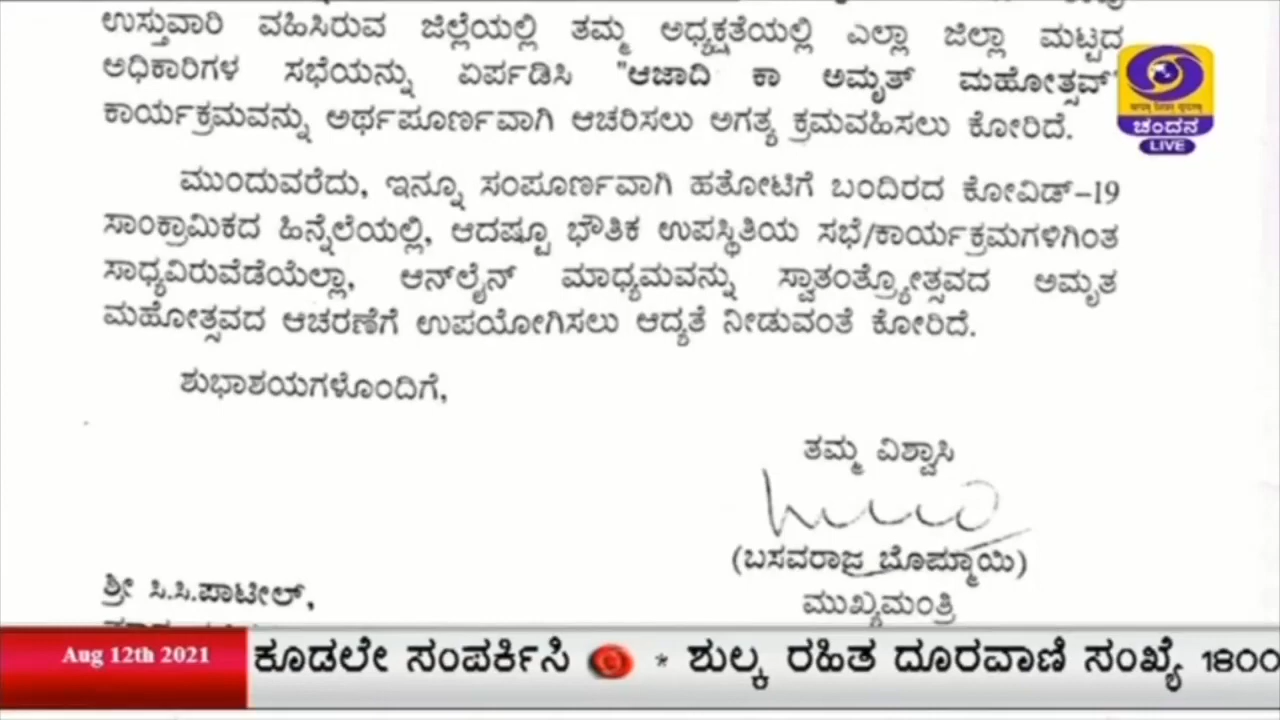 ಉಸ್ತುವಾರಿ ವಹಿಸಿರುವ ಜಿಲ್ಲೆಯಲ್ಲಿ ತಮ್ಮ ಅಧ್ಯಕ್ಷತೆಯಲ್ಲಿ ಎಲ್ಲಾ ಜಿಲ್ಲಾ ಮಟ್ಟದ
ಅಧಿಕಾರಿಗಳ ಸಭೆಯನ್ನು ಏರ್ಪಡಿಸಿ "ಆಜಾದಿ ಕಾ ಅಮೃತ್ ಮಹೋತ್ಸವ್"
ಕಾರ್ಯಕ್ರಮವನ್ನು ಅರ್ಥಪೂರ್ಣವಾಗಿ ಆಚರಿಸಲು ಅಗತ್ಯ ಕ್ರಮವಹಿಸಲು ಕೋರಿದೆ.
ಚಂದನ
LIVE
ಮುಂದುವರೆದು, ಇನ್ನೂ ಸಂಪೂರ್ಣವಾಗಿ ಹತೋಟಿಗೆ ಬಂದಿರದ ಕೋವಿಡ್-19
ಸಾಂಕ್ರಾಮಿಕದ ಹಿನ್ನೆಲೆಯಲ್ಲಿ, ಆದಷ್ಟೂ ಭೌತಿಕ ಉಪಸ್ಥಿತಿಯ ಸಭೆ/ಕಾರ್ಯಕ್ರಮಗಳಿಗಿಂತ
ಸಾಧ್ಯವಿರುವೆಡೆಯೆಲ್ಲಾ, ಆನ್‌ಲೈನ್ ಮಾಧ್ಯಮವನ್ನು ಸ್ವಾತಂತ್ರ್ಯೋತ್ಸವದ ಅಮೃತ
ಮಹೋತ್ಸವದ ಆಚರಣೆಗೆ ಉಪಯೋಗಿಸಲು ಆದ್ಯತೆ ನೀಡುವಂತೆ ಕೋರಿದೆ.
ಶುಭಾಶಯಗಳೊಂದಿಗೆ,
ತಮ್ಮ ವಿಶ್ವಾಸಿ
(ಬಸವರಾಜ ಬೊಮ್ಮಾಯಿ)
ಮುಖ್ಯಮಂತ್ರಿ
ಶ್ರೀ ಸಿ.ಸಿ.ಪಾಟೀಲ್,
Aug 12th 2021
ಕೂಡಲೇ ಸಂಪರ್ಕಿಸಿ * ಶುಲ್ಕ ರಹಿತ ದೂರವಾಣಿ ಸಂಖ್ಯೆ 1800